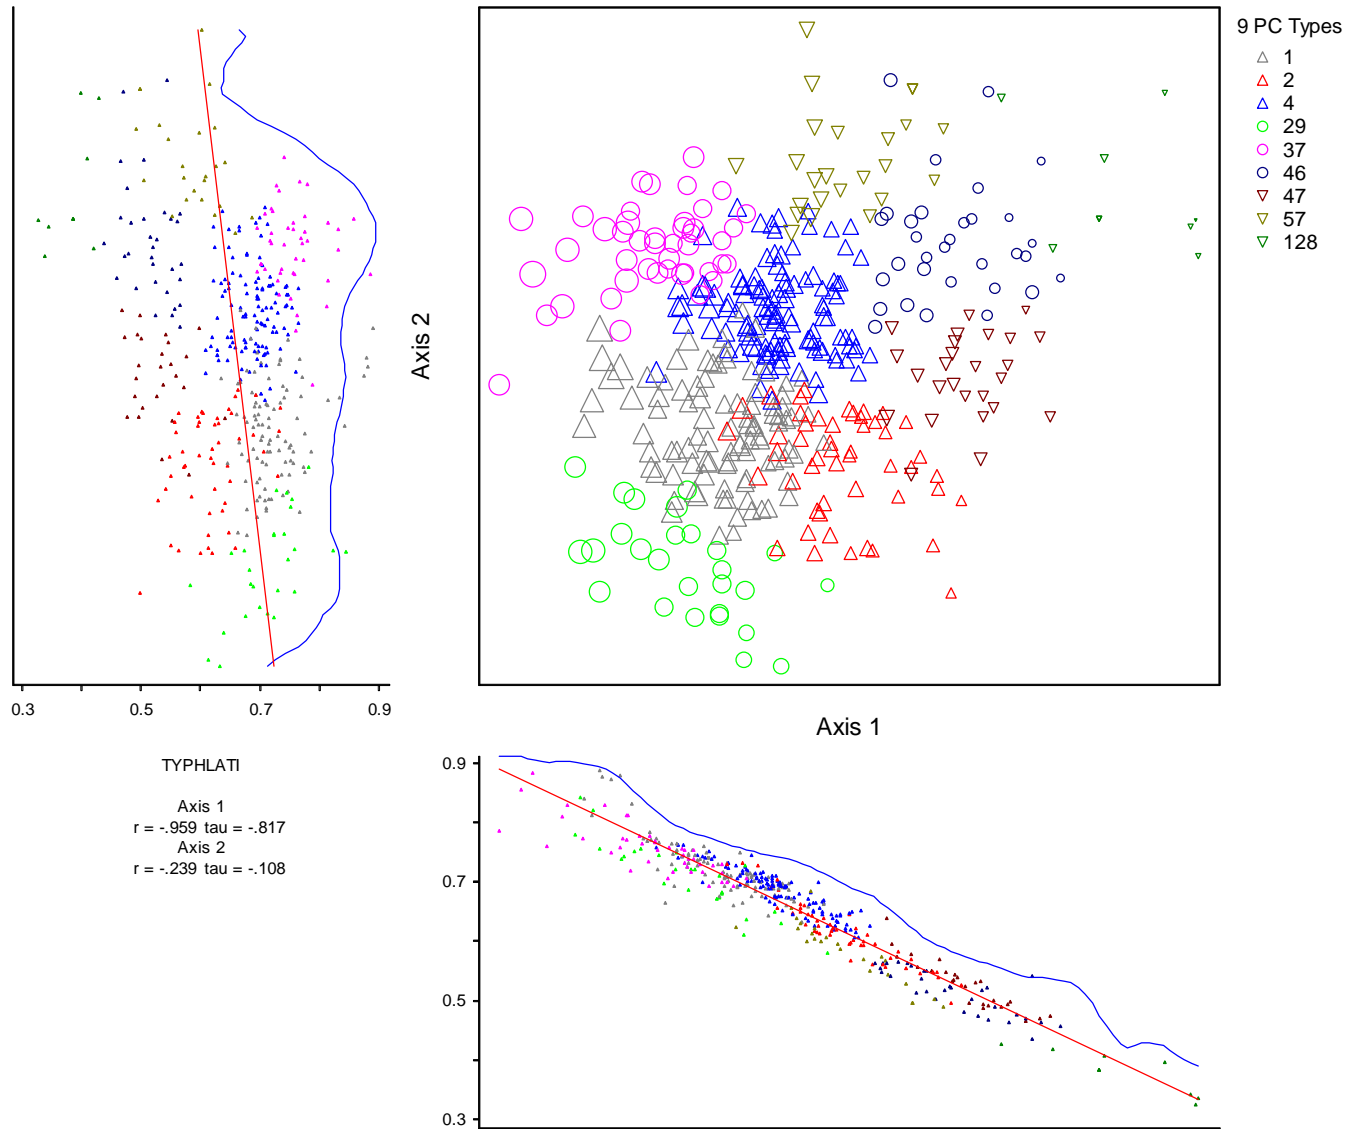 9 PC Types
1
2
4
29
37
46
47
57
128
Axis 2
0.3 0.5 0.7 0.9
Axis 1
TYPHLATI
Axis 1
r = -.959 tau = -.817
Axis 2
r = -.239 tau = -.108
0.9
0.7
0.5
0.3